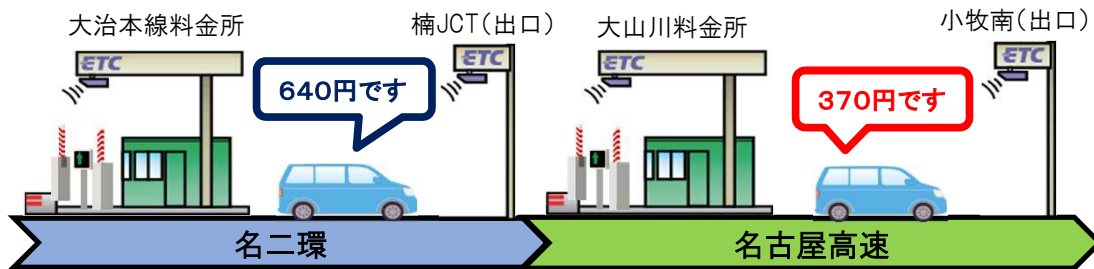 大治本線料金所
楠JCT(出口)
大山川料金所
小牧南(出口)
ETC
ETC
ETC
ETC
640円です
370円です
名二環
名古屋高速